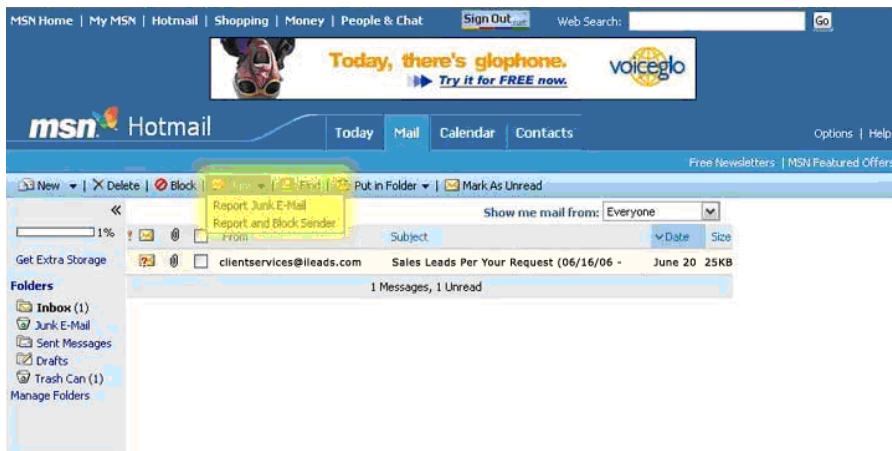 MSN Home | My MSN | Hotmail | Shopping | Money | People & Chat Sign Out Web Search: Go
Today, there's glophone.
Try it for FREE now.
voiceglo
msn Hotmail Today Mail Calendar Contacts Options | Help
Free Newsletters | MSN Featured Offers
New | Delete | Block | Find | Put in Folder | Mark As Unread
Report Junk E-Mail
Report and Block Sender
Show me mail from: Everyone
1% ! From Subject Date Size
Get Extra Storage clientservices@ileads.com Sales Leads Per Your Request (06/16/06 - June 20 25KB
Folders 1 Messages, 1 Unread
Inbox (1)
Junk E-Mail
Sent Messages
Drafts
Trash Can (1)
Manage Folders